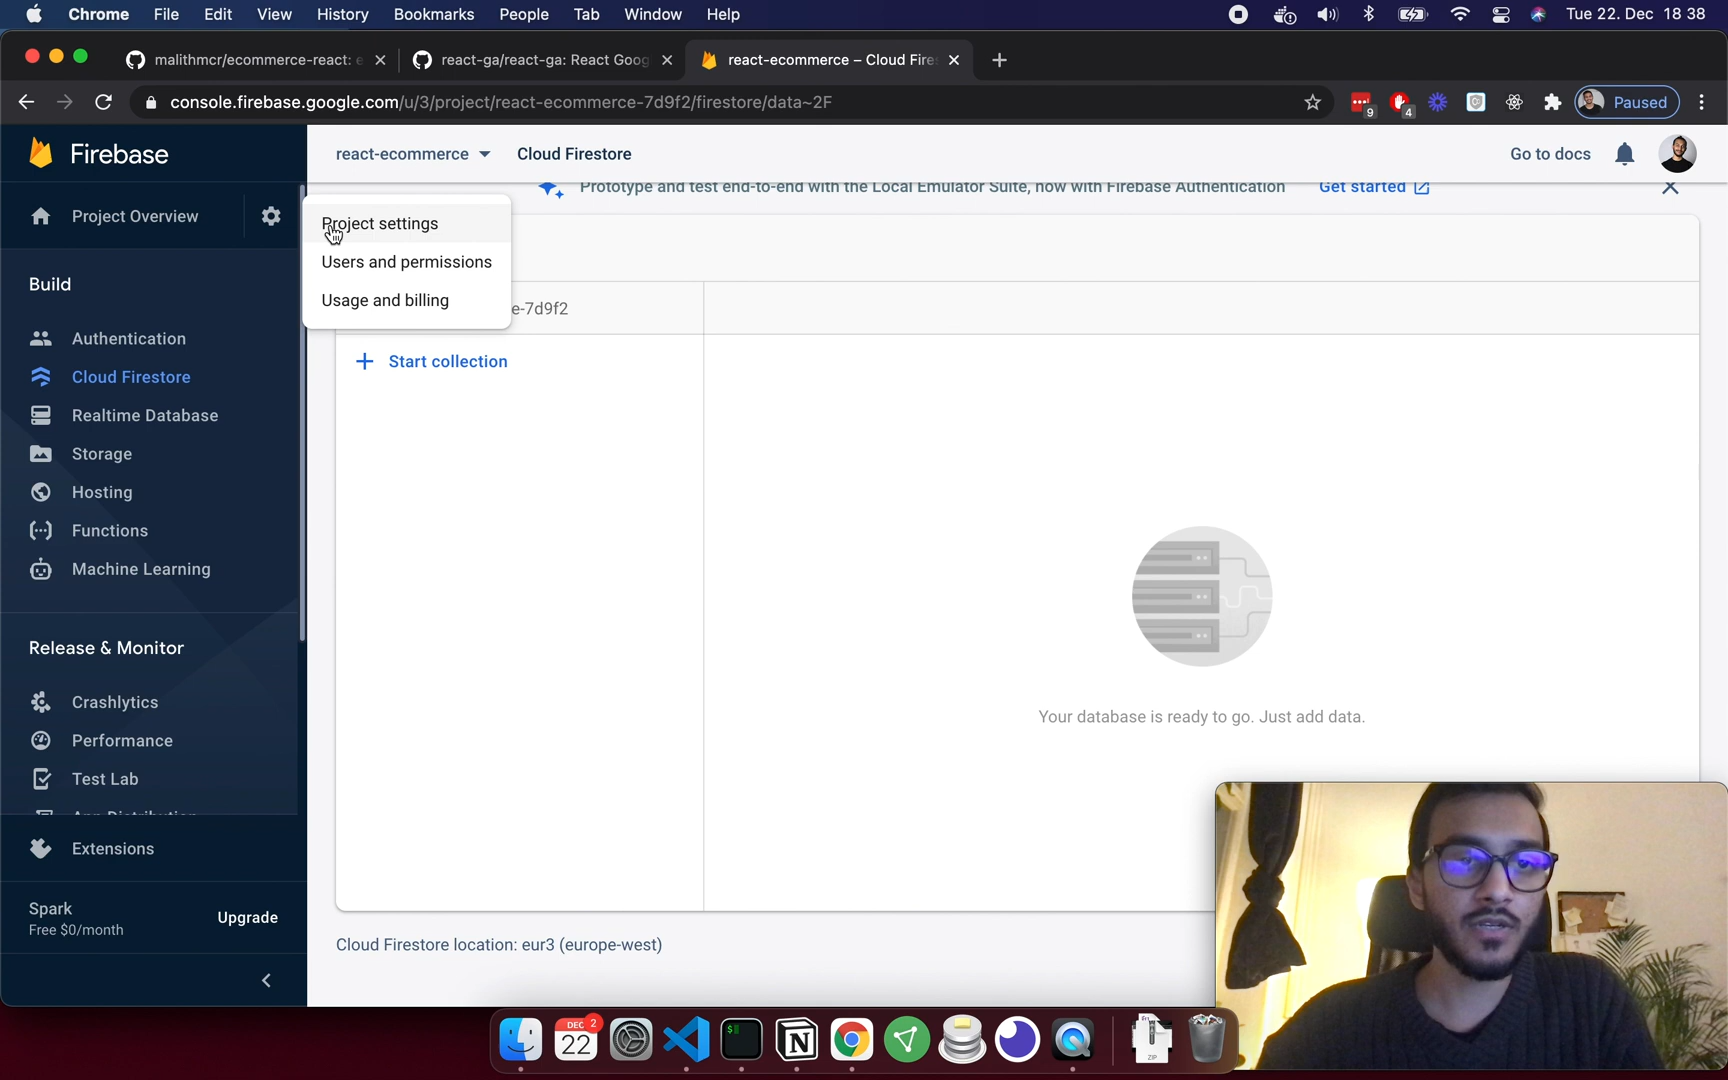 Chrome File Edit View History Bookmarks People Tab Window Help
Tue 22. Dec 18 38
malithmcr/ecommerce-react:
react-ga/react-ga: React Goog
react-ecommerce – Cloud Fire
console.firebase.google.com/u/3/project/react-ecommerce-7d9f2/firestore/data~2F
9
4
Paused
Firebase
react-ecommerce
Cloud Firestore
Go to docs
Prototype and test end-to-end with the Local Emulator Suite, now with Firebase Authentication
Get started
Project Overview
Project settings
Users and permissions
Usage and billing
e-7d9f2
Start collection
Build
Authentication
Cloud Firestore
Realtime Database
Storage
Hosting
Functions
Machine Learning
Release & Monitor
Crashlytics
Performance
Test Lab
App Distribution
Extensions
Spark
Free $0/month
Upgrade
Your database is ready to go. Just add data.
Cloud Firestore location: eur3 (europe-west)
DEC
22
2
ZIP